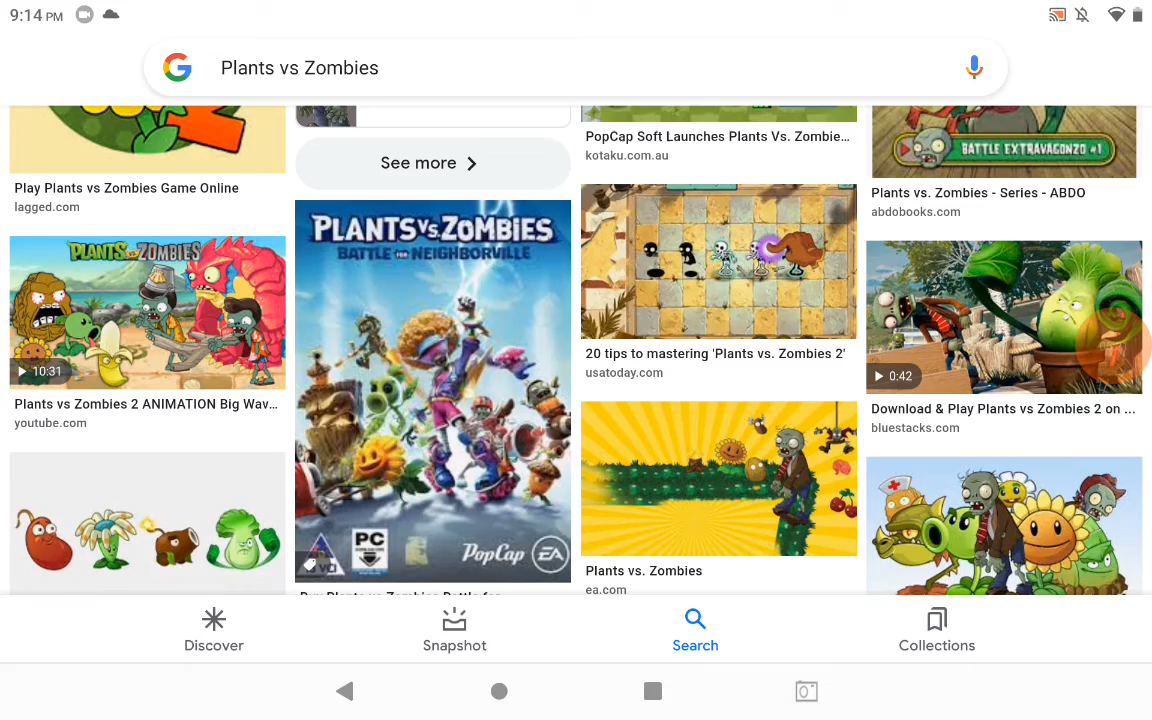 9:14 PM
Plants vs Zombies
Play Plants vs Zombies Game Online
lagged.com
PLANTS VS ZOMBIES
10:31
Plants vs Zombies 2 ANIMATION Big Wav...
youtube.com
See more
PLANTS VS. ZOMBIES
BATTLE FOR NEIGHBORVILLE
PC
PopCap EA
PopCap Soft Launches Plants Vs. Zombie...
kotaku.com.au
20 tips to mastering 'Plants vs. Zombies 2'
usatoday.com
Plants vs. Zombies
ea.com
BATTLE EXTRAVAGONZO #1
Plants vs. Zombies - Series - ABDO
abdobooks.com
0:42
Download & Play Plants vs Zombies 2 on ...
bluestacks.com
Discover
Snapshot
Search
Collections